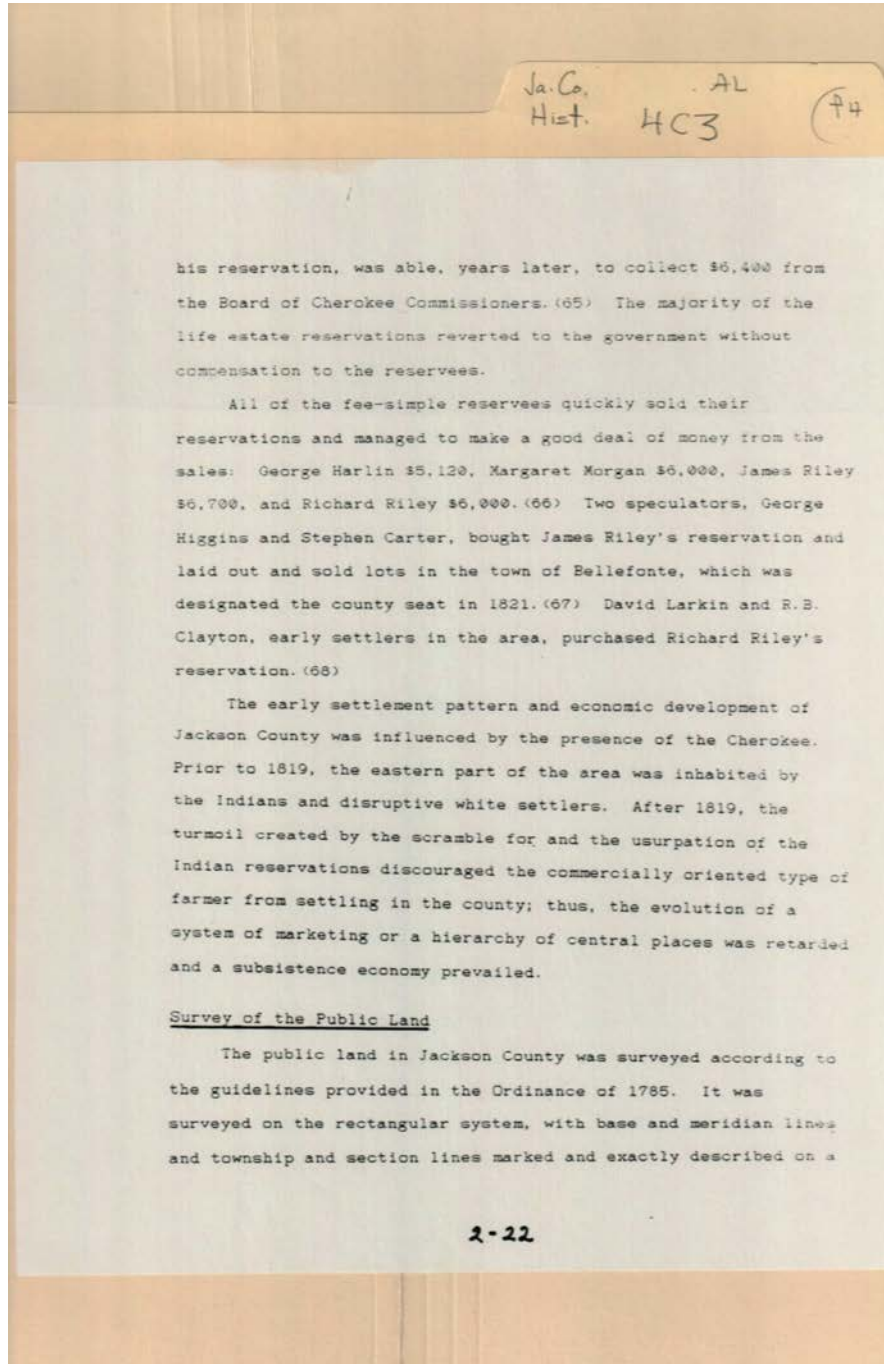 Ja. Co. AL
Hist. 4C3 P4
his reservation, was able, years later, to collect $6,400 from
the Board of Cherokee Commissioners.(65) The majority of the
life estate reservations reverted to the government without
compensation to the reservees.
All of the fee-simple reservees quickly sold their
reservations and managed to make a good deal of money from the
sales: George Harlin $5,120, Margaret Morgan $6,000, James Riley
$6,700, and Richard Riley $6,000.(66) Two speculators, George
Higgins and Stephen Carter, bought James Riley's reservation and
laid out and sold lots in the town of Bellefonte, which was
designated the county seat in 1821.(67) David Larkin and R.B.
Clayton, early settlers in the area, purchased Richard Riley's
reservation.(68)
The early settlement pattern and economic development of
Jackson County was influenced by the presence of the Cherokee.
Prior to 1819, the eastern part of the area was inhabited by
the Indians and disruptive white settlers. After 1819, the
turmoil created by the scramble for and the usurpation of the
Indian reservations discouraged the commercially oriented type of
farmer from settling in the county; thus, the evolution of a
system of marketing or a hierarchy of central places was retarded
and a subsistence economy prevailed.
Survey of the Public Land
The public land in Jackson County was surveyed according to
the guidelines provided in the Ordinance of 1785. It was
surveyed on the rectangular system, with base and meridian lines
and township and section lines marked and exactly described on a
2-22